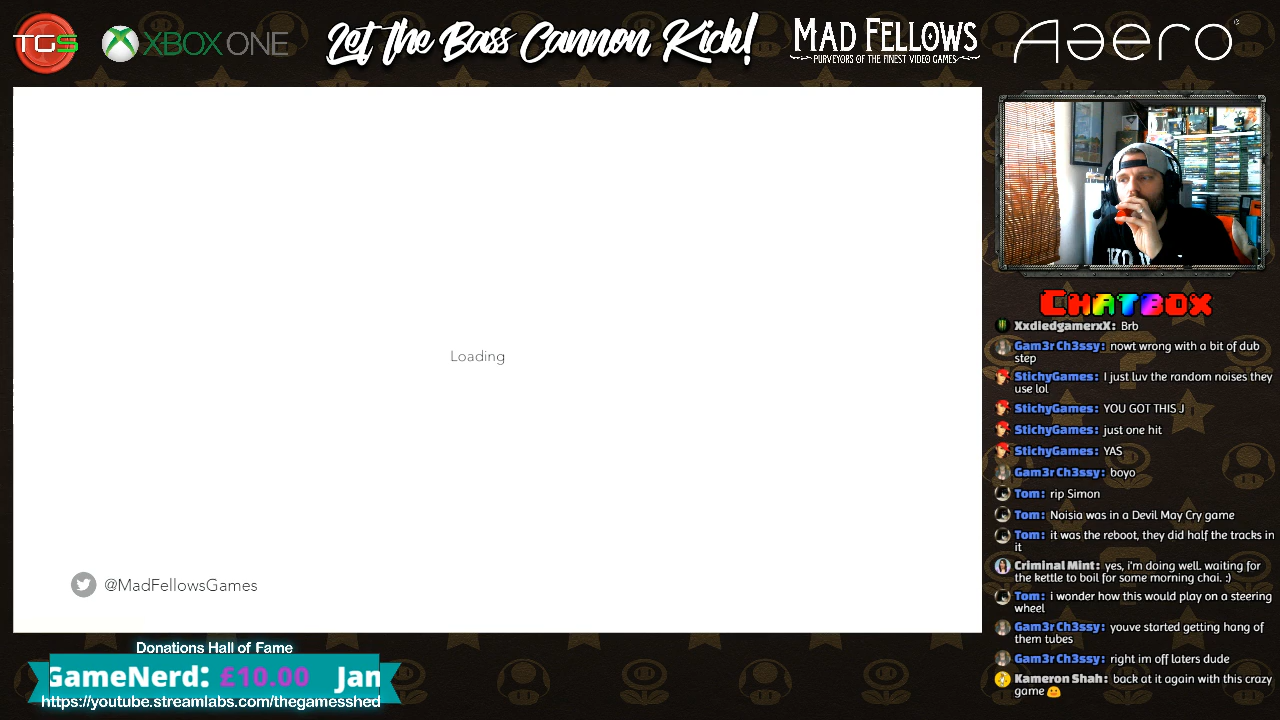 TGS
XBOX ONE
Let the Bass Cannon Kick!
MAD FELLOWS
PURVEYORS OF THE FINEST VIDEO GAMES
Aaero
Loading
@MadFellowsGames
Donations Hall of Fame
GameNerd: £10.00 Jan
https://youtube.streamlabs.com/thegamesshed
CHATBOX
XxdiedgamerxX: Brb
Gam3r Ch3ssy: nowt wrong with a bit of dub
step
StichyGames: I just luv the random noises they
use lol
StichyGames: YOU GOT THIS J
StichyGames: just one hit
StichyGames: YAS
Gam3r Ch3ssy: boyo
Tom: rip Simon
Tom: Noisia was in a Devil May Cry game
Tom: it was the reboot, they did half the tracks in
it
Criminal Mint: yes, i'm doing well. waiting for
the kettle to boil for some morning chai. :)
Tom: i wonder how this would play on a steering
wheel
Gam3r Ch3ssy: youve started getting hang of
them tubes
Gam3r Ch3ssy: right im off laters dude
Kameron Shah: back at it again with this crazy
game